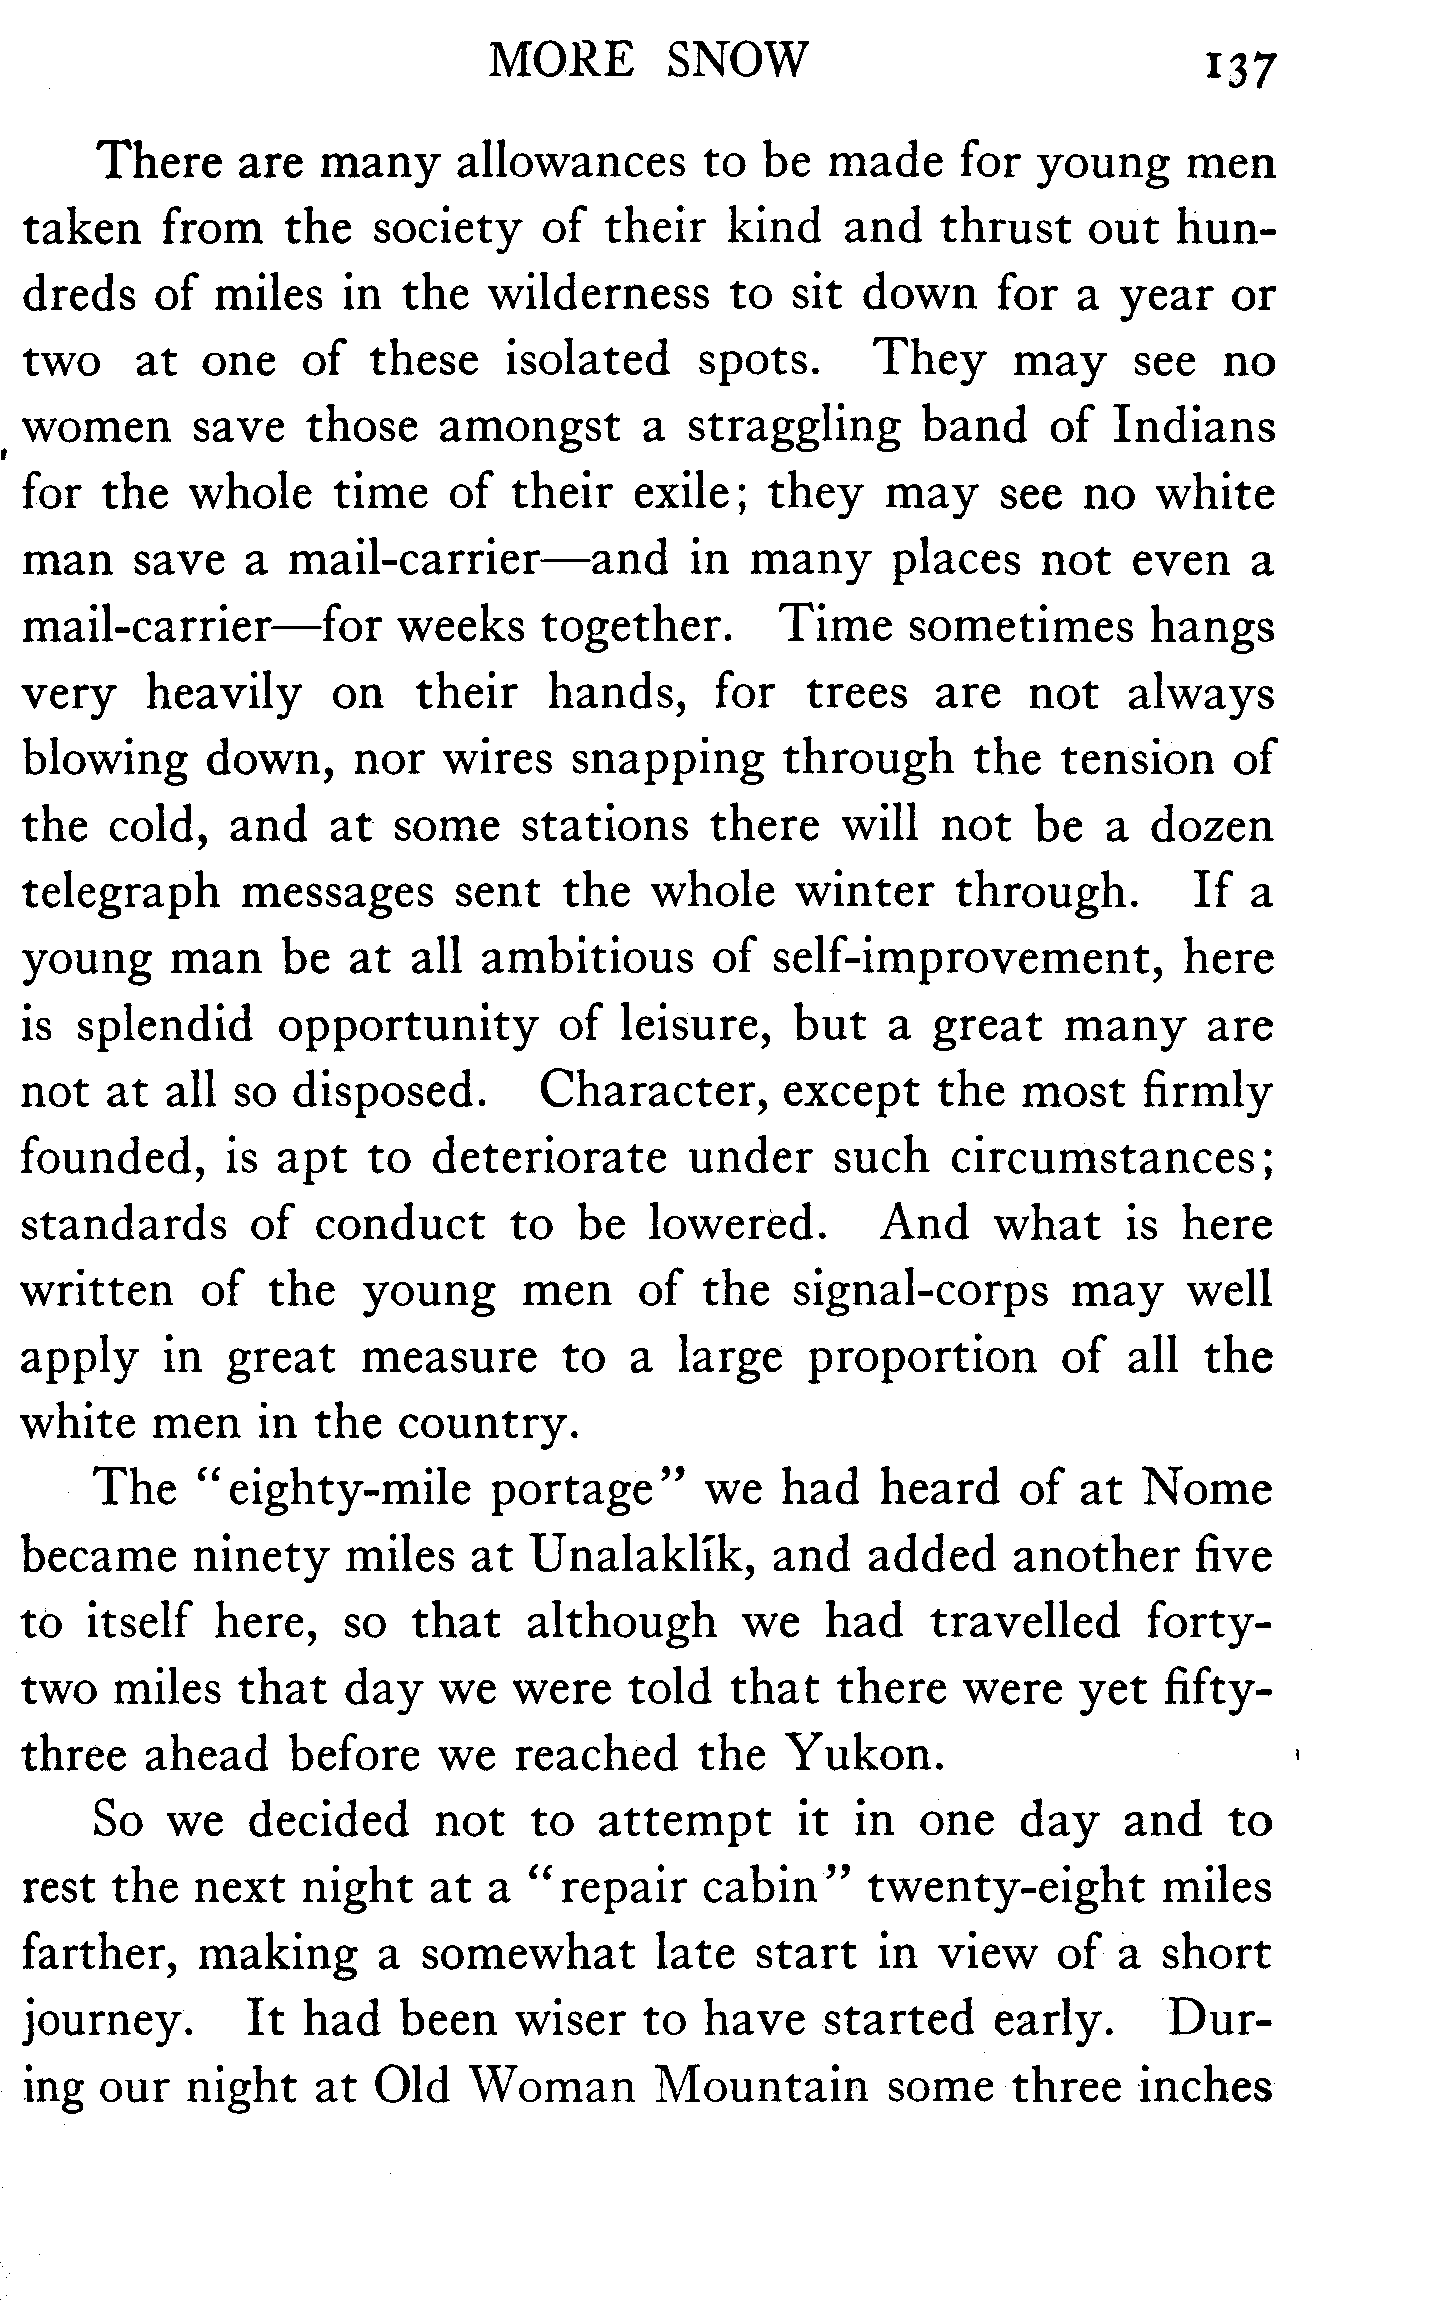 MORE SNOW 137
There are many allowances to be made for young men
taken from the society of their kind and thrust out hun-
dreds of miles in the wilderness to sit down for a year or
two at one of these isolated spots. They may see no
women save those amongst a straggling band of Indians
for the whole time of their exile; they may see no white
man save a mail-carrier—and in many places not even a
mail-carrier—for weeks together. Time sometimes hangs
very heavily on their hands, for trees are not always
blowing down, nor wires snapping through the tension of
the cold, and at some stations there will not be a dozen
telegraph messages sent the whole winter through. If a
young man be at all ambitious of self-improvement, here
is splendid opportunity of leisure, but a great many are
not at all so disposed. Character, except the most firmly
founded, is apt to deteriorate under such circumstances;
standards of conduct to be lowered. And what is here
written of the young men of the signal-corps may well
apply in great measure to a large proportion of all the
white men in the country.
The "eighty-mile portage" we had heard of at Nome
became ninety miles at Unalaklík, and added another five
to itself here, so that although we had travelled forty-
two miles that day we were told that there were yet fifty-
three ahead before we reached the Yukon.
So we decided not to attempt it in one day and to
rest the next night at a "repair cabin" twenty-eight miles
farther, making a somewhat late start in view of a short
journey. It had been wiser to have started early. Dur-
ing our night at Old Woman Mountain some three inches